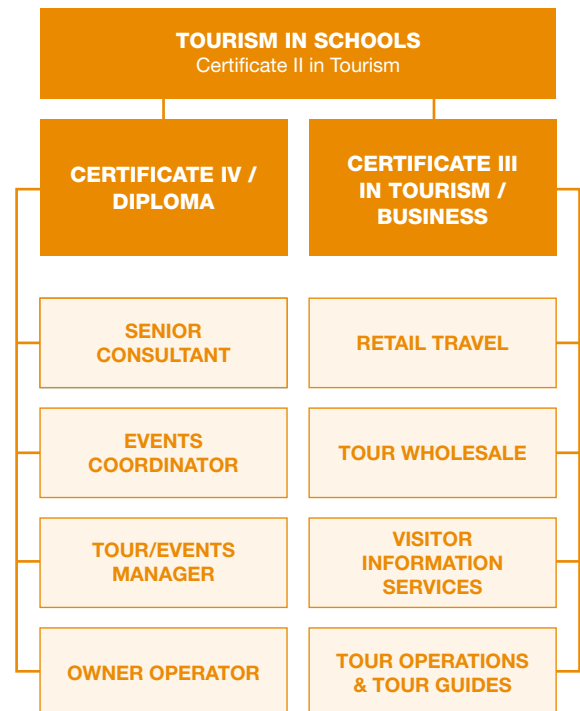 TOURISM IN SCHOOLS
Certificate II in Tourism
CERTIFICATE IV /
DIPLOMA
CERTIFICATE III
IN TOURISM /
BUSINESS
SENIOR
CONSULTANT
RETAIL TRAVEL
EVENTS
COORDINATOR
TOUR WHOLESALE
TOUR/EVENTS
MANAGER
VISITOR
INFORMATION
SERVICES
OWNER OPERATOR
TOUR OPERATIONS
& TOUR GUIDES